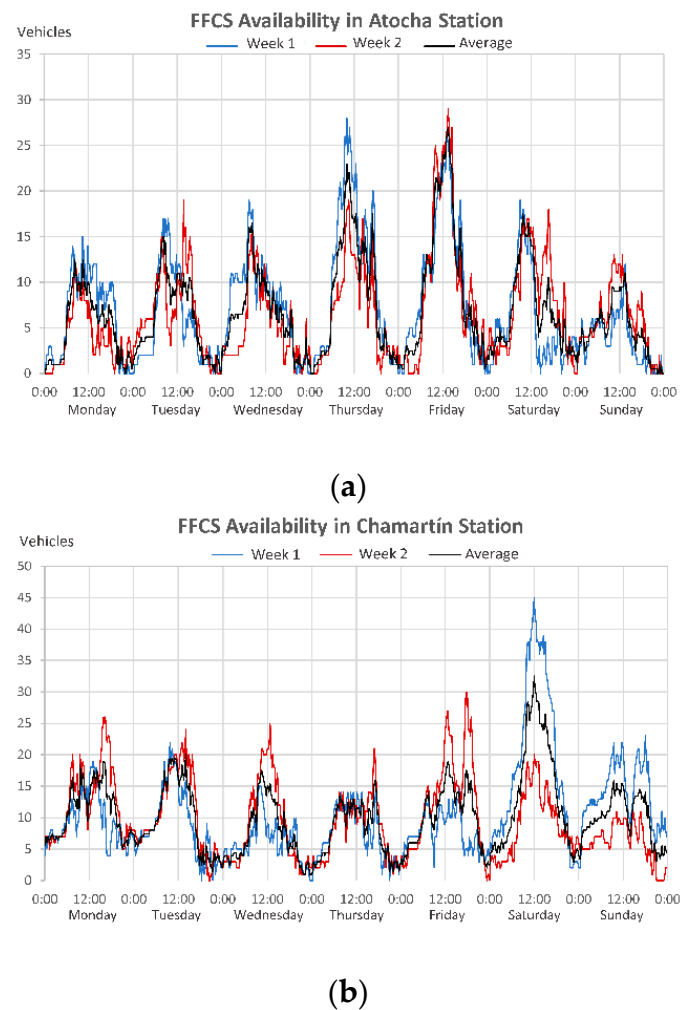 FFCS Availability in Atocha Station
Vehicles
Week 1 Week 2 Average
35
30
25
20
15
10
5
0
0:00 12:00 0:00 12:00 0:00 12:00 0:00 12:00 0:00 12:00 0:00 12:00 0:00 12:00 0:00
Monday Tuesday Wednesday Thursday Friday Saturday Sunday
(a)
FFCS Availability in Chamartín Station
Vehicles
Week 1 Week 2 Average
50
45
40
35
30
25
20
15
10
5
0
0:00 12:00 0:00 12:00 0:00 12:00 0:00 12:00 0:00 12:00 0:00 12:00 0:00 12:00 0:00
Monday Tuesday Wednesday Thursday Friday Saturday Sunday
(b)